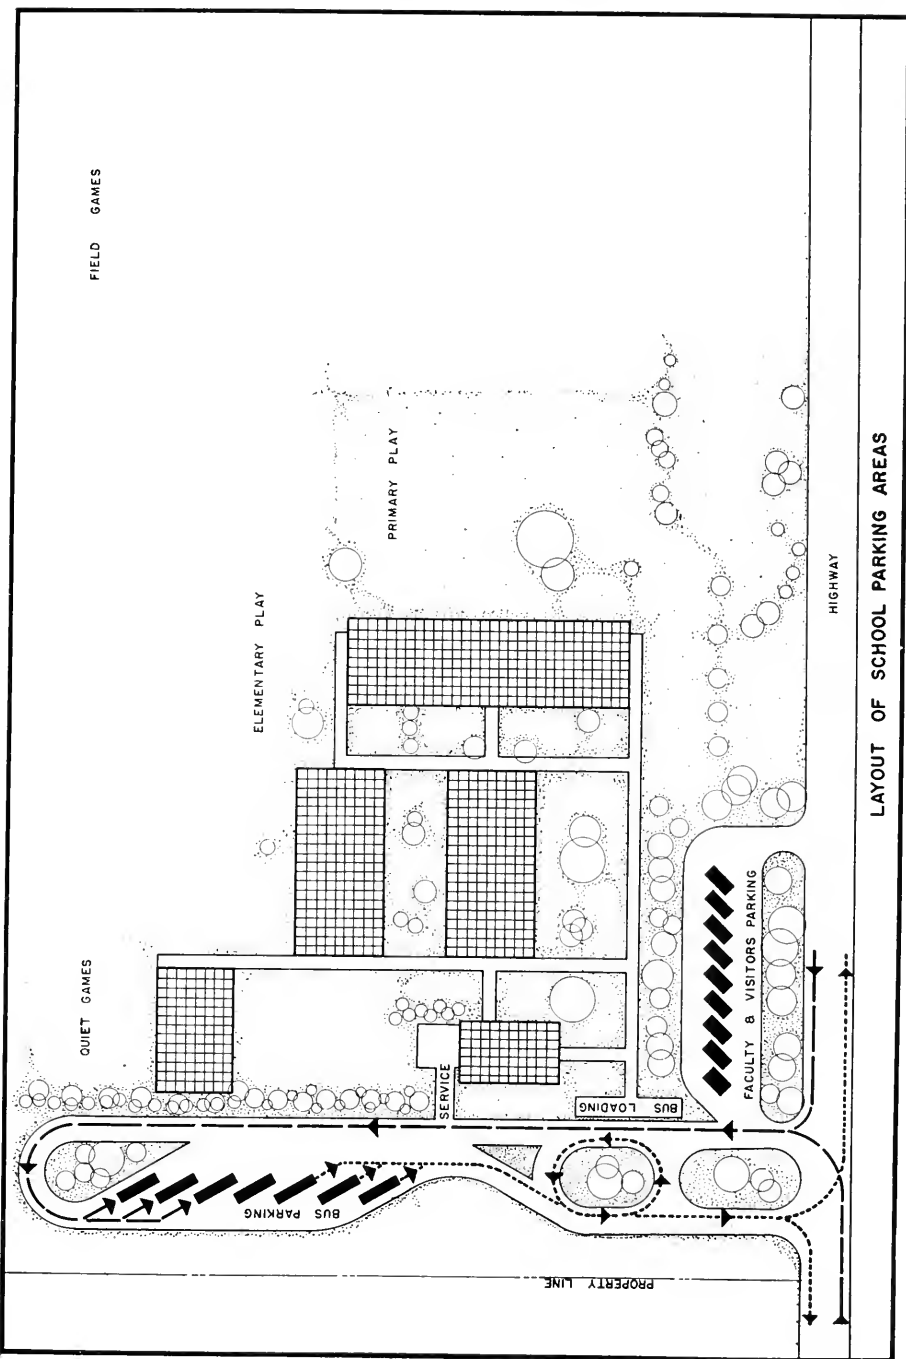 FIELD GAMES
PRIMARY PLAY
ELEMENTARY PLAY
QUIET GAMES
SERVICE
BUS LOADING
BUS PARKING
FACULTY & VISITORS PARKING
PROPERTY LINE
HIGHWAY
LAYOUT OF SCHOOL PARKING AREAS